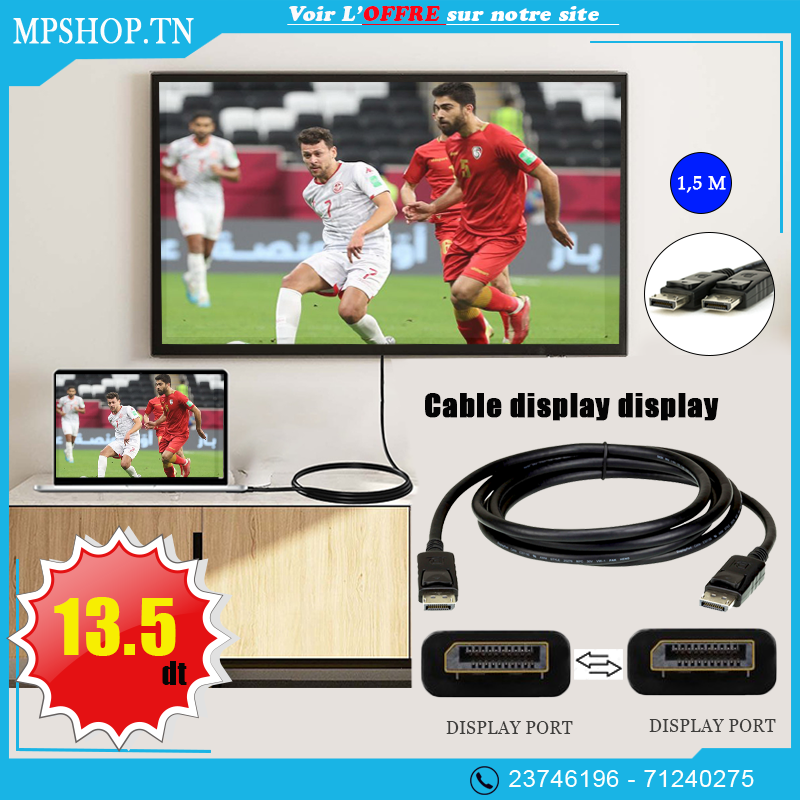 MPSHOP.TN
Voir L'OFFRE sur notre site
1,5 M
Cable display display
13.5
dt
DISPLAY PORT
DISPLAY PORT
23746196 - 71240275